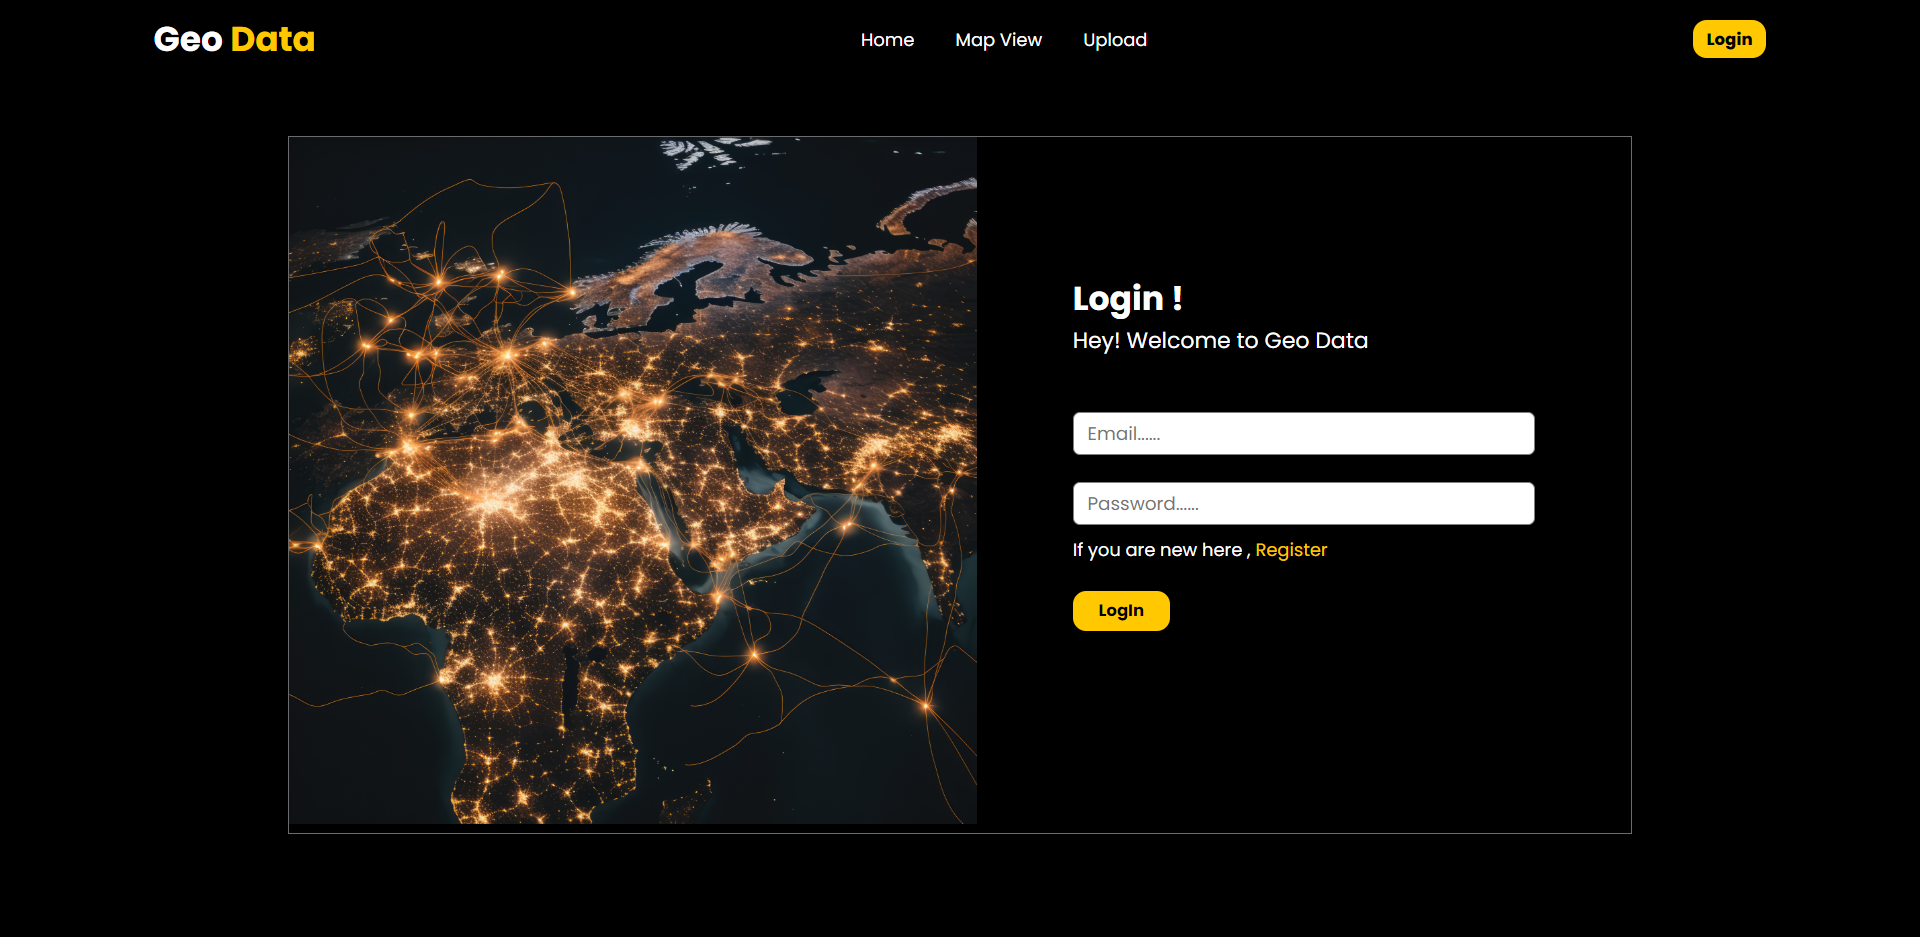 Geo Data
Home
Map View
Upload
Login
Login !
Hey! Welcome to Geo Data
Email......
Password......
If you are new here , Register
LogIn